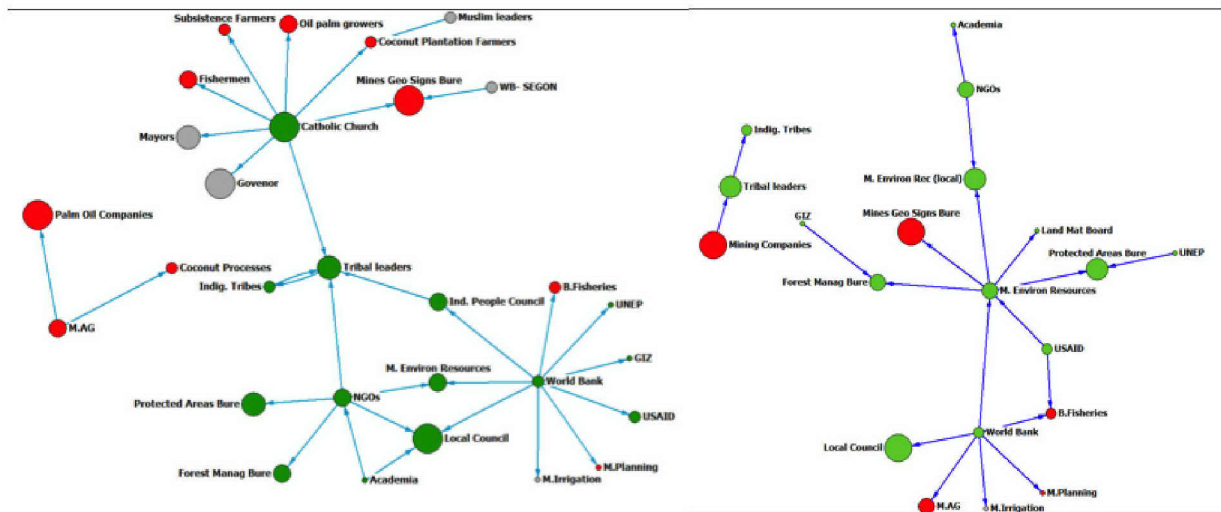 Subsistence Farmers
Oil palm growers
Muslim leaders
Coconut Plantation Farmers
Fishermen
Mines Geo Signs Bure
WB- SEGON
Catholic Church
Mayors
Govenor
Palm Oil Companies
Coconut Processes
Tribal leaders
Indig. Tribes
Ind. People Council
B.Fisheries
UNEP
M.AG
GIZ
M. Environ Resources
World Bank
NGOs
Protected Areas Bure
USAID
Local Council
Forest Manag Bure
Academia
M.Planning
M.Irrigation
Academia
NGOs
Indig. Tribes
M. Environ Rec (local)
Tribal leaders
Mines Geo Signs Bure
GIZ
Land Mat Board
Mining Companies
Protected Areas Bure
UNEP
Forest Manag Bure
M. Environ Resources
USAID
B.Fisheries
World Bank
Local Council
M.Planning
M.AG
M.Irrigation